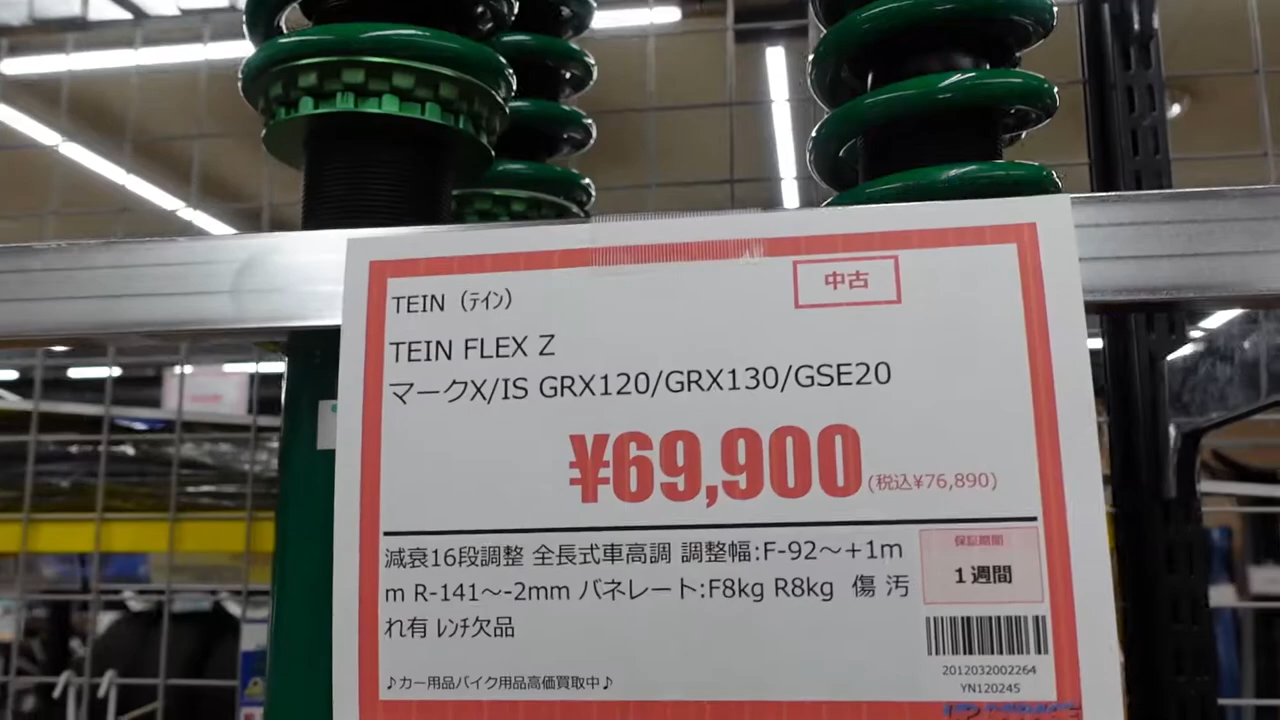 TEIN（ﾃｲﾝ）
中古
TEIN FLEX Z
マークX/IS GRX120/GRX130/GSE20
¥69,900(税込¥76,890)
減衰16段調整 全長式車高調 調整幅:F-92～+1m
m R-141～-2mm バネレート:F8kg R8kg 傷 汚
れ有 ﾚﾝﾁ欠品
保証期間
１週間
2012032002264
YN120245
♪カー用品バイク用品高価買取中♪